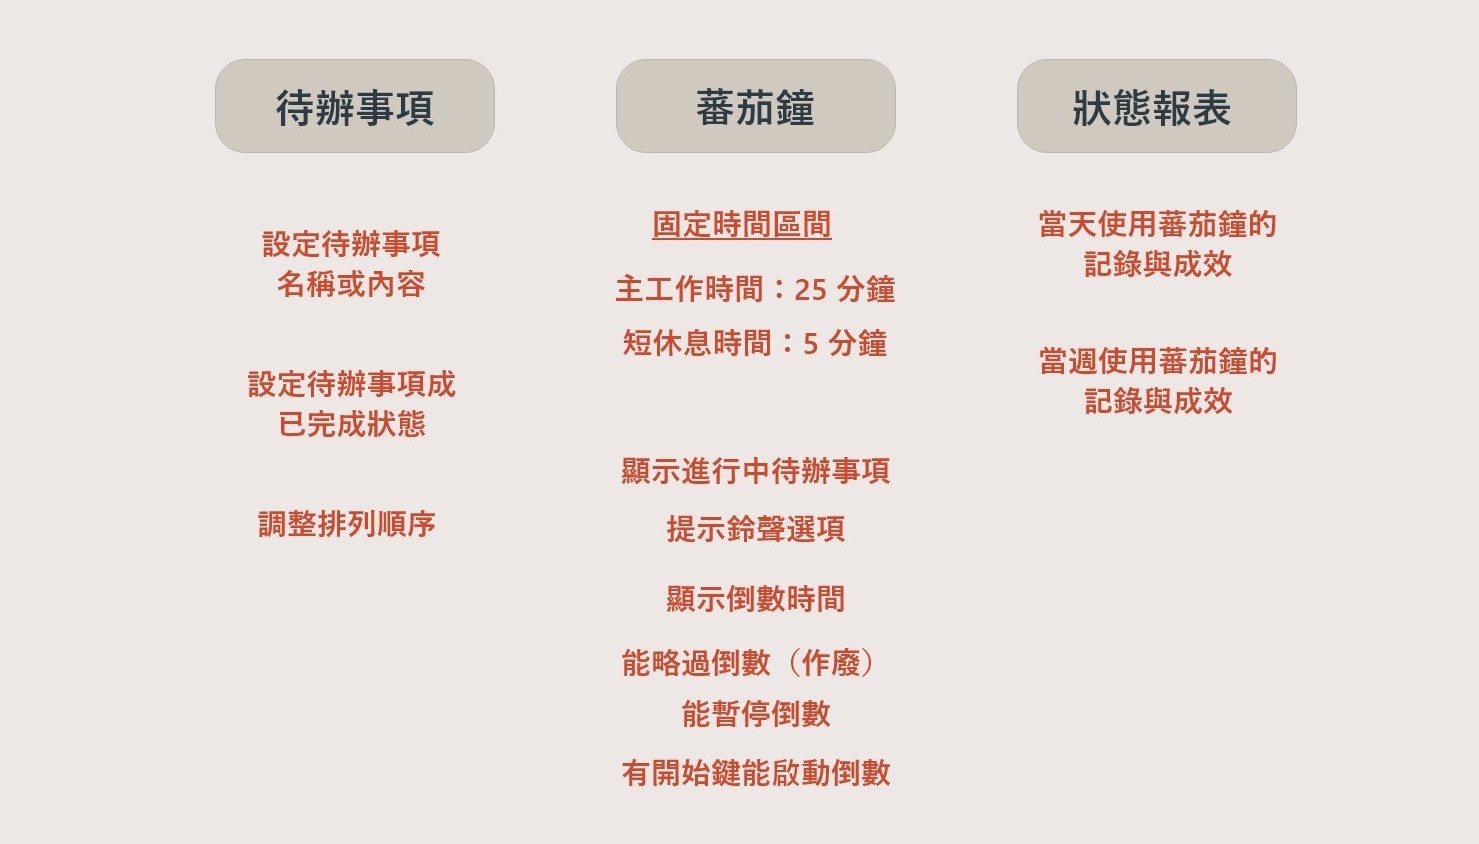 待辦事項
設定待辦事項
名稱或內容
設定待辦事項成
已完成狀態
調整排列順序
蕃茄鐘
固定時間區間
主工作時間：25 分鐘
短休息時間：5 分鐘
顯示進行中待辦事項
提示鈴聲選項
顯示倒數時間
能略過倒數（作廢）
能暫停倒數
有開始鍵能啟動倒數
狀態報表
當天使用蕃茄鐘的
記錄與成效
當週使用蕃茄鐘的
記錄與成效